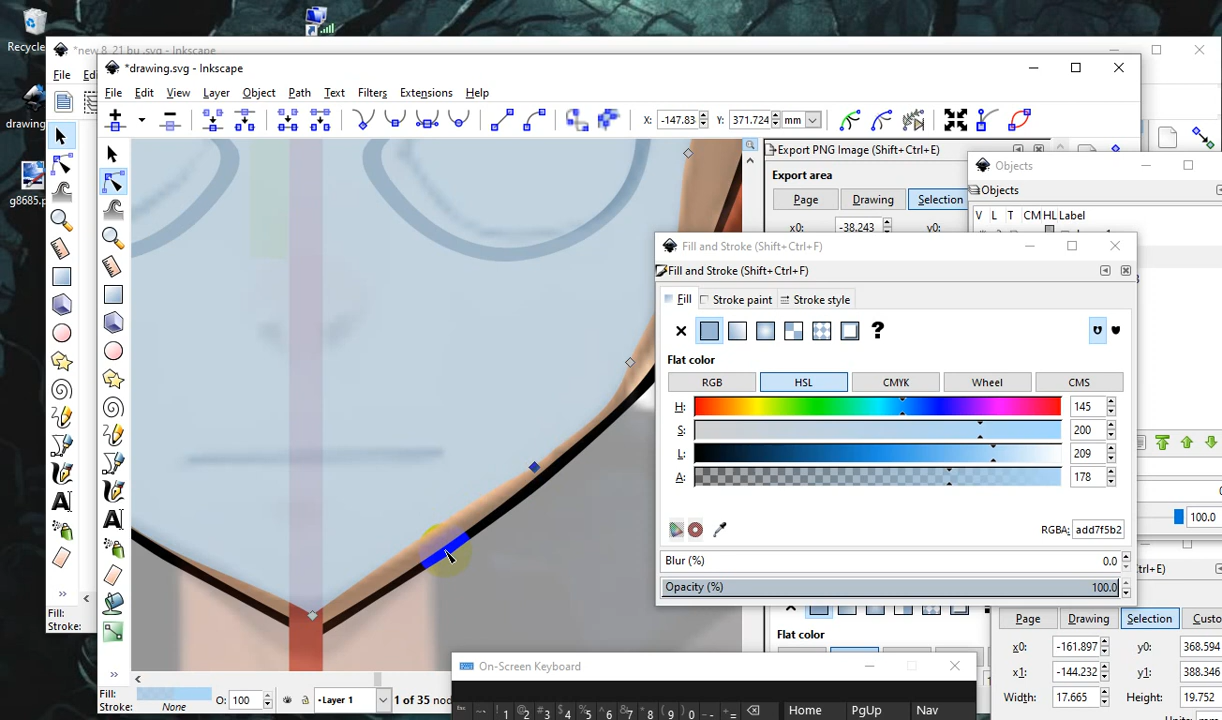 Recycle
*new 8_21 bu .svg - Inkscape
File
*drawing.svg - Inkscape
File Edit View Layer Object Path Text Filters Extensions Help
drawing
g8685.p
X: -147.83 Y: 371.724 mm
Export PNG Image (Shift+Ctrl+E)
Export area
Page Drawing Selection
x0: -38.243 y0:
Objects
Objects
V L T CM HL Label
Fill and Stroke (Shift+Ctrl+F)
Fill and Stroke (Shift+Ctrl+F)
Fill Stroke paint Stroke style
Flat color
RGB HSL CMYK Wheel CMS
H: 145
S: 200
L: 209
A: 178
RGBA: add7f5b2
Blur (%) 0.0
Opacity (%) 100.0
100.0
Flat color
Page Drawing Selection
x0: -161.897 y0: 368.594
x1: -144.232 y1: 388.346
Width: 17.665 Height: 19.752
Fill:
Stroke:
Fill:
Stroke: None
O: 100
Layer 1
1 of 35
On-Screen Keyboard
Home PgUp Nav